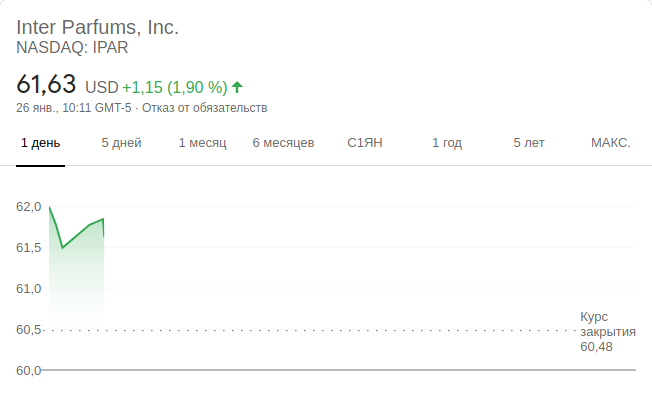 Inter Parfums, Inc.
NASDAQ: IPAR
61,63 USD +1,15 (1,90 %)
26 янв., 10:11 GMT-5 · Отказ от обязательств
1 день 5 дней 1 месяц 6 месяцев С1ЯН 1 год 5 лет МАКС.
62,0
61,5
61,0
60,5
60,0
Курс
закрытия
60,48